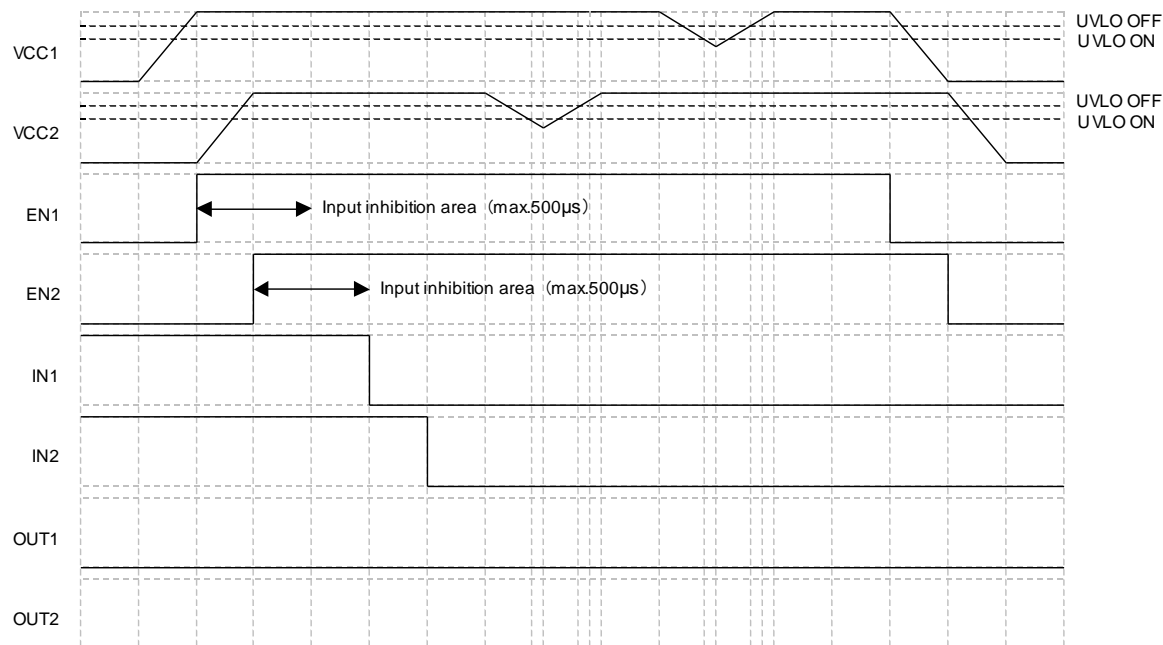 UVLO OFF
UVLO ON
VCC1
UVLO OFF
UVLO ON
VCC2
Input inhibition area (max.500μs)
EN1
Input inhibition area (max.500μs)
EN2
IN1
IN2
OUT1
OUT2